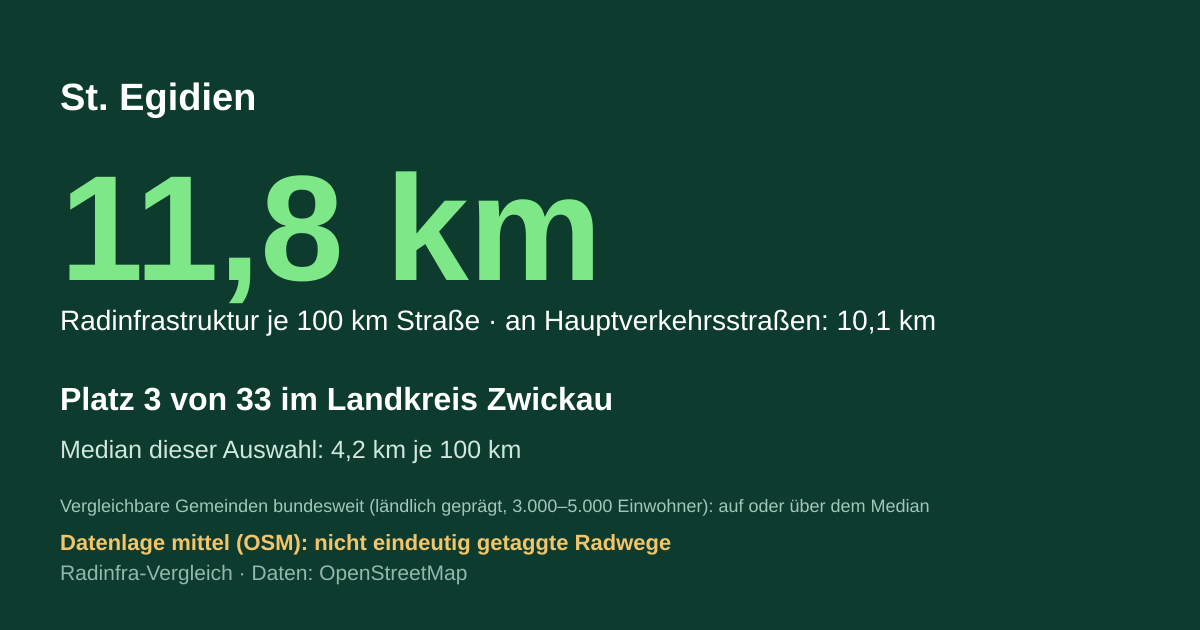 St. Egidien
11,8 km
Radinfrastruktur je 100 km Straße · an Hauptverkehrsstraßen: 10,1 km
Platz 3 von 33 im Landkreis Zwickau
Median dieser Auswahl: 4,2 km je 100 km
Vergleichbare Gemeinden bundesweit (ländlich geprägt, 3.000–5.000 Einwohner): auf oder über dem Median
Datenlage mittel (OSM): nicht eindeutig getaggte Radwege
Radinfra-Vergleich · Daten: OpenStreetMap